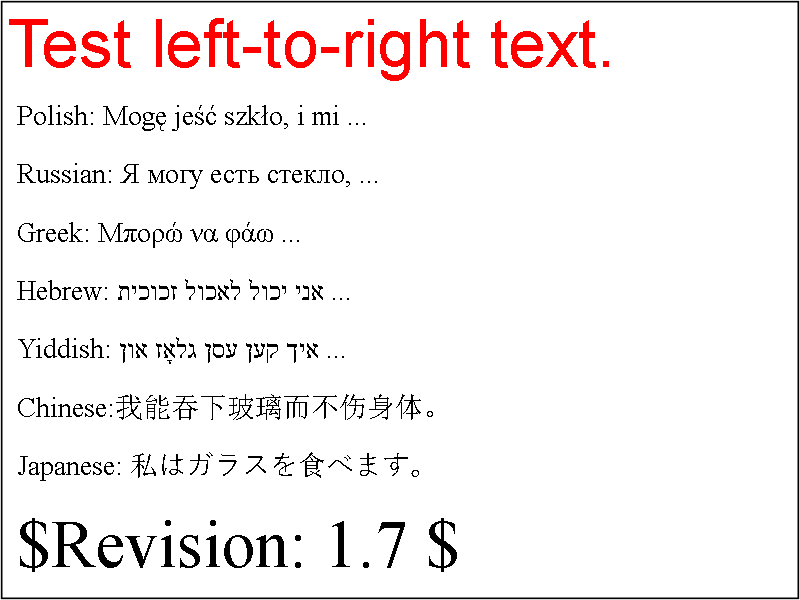 Test left-to-right text.
Polish: Mogę jeść szkło, i mi ...
Russian: Я могу есть стекло, ...
Greek: Μπορώ να φάω ...
Hebrew: אני יכול לאכול זכוכית ...
Yiddish: איך קען עסן גלאָז און ...
Chinese:我能吞下玻璃而不伤身体。
Japanese: 私はガラスを食べます。
$Revision: 1.7 $